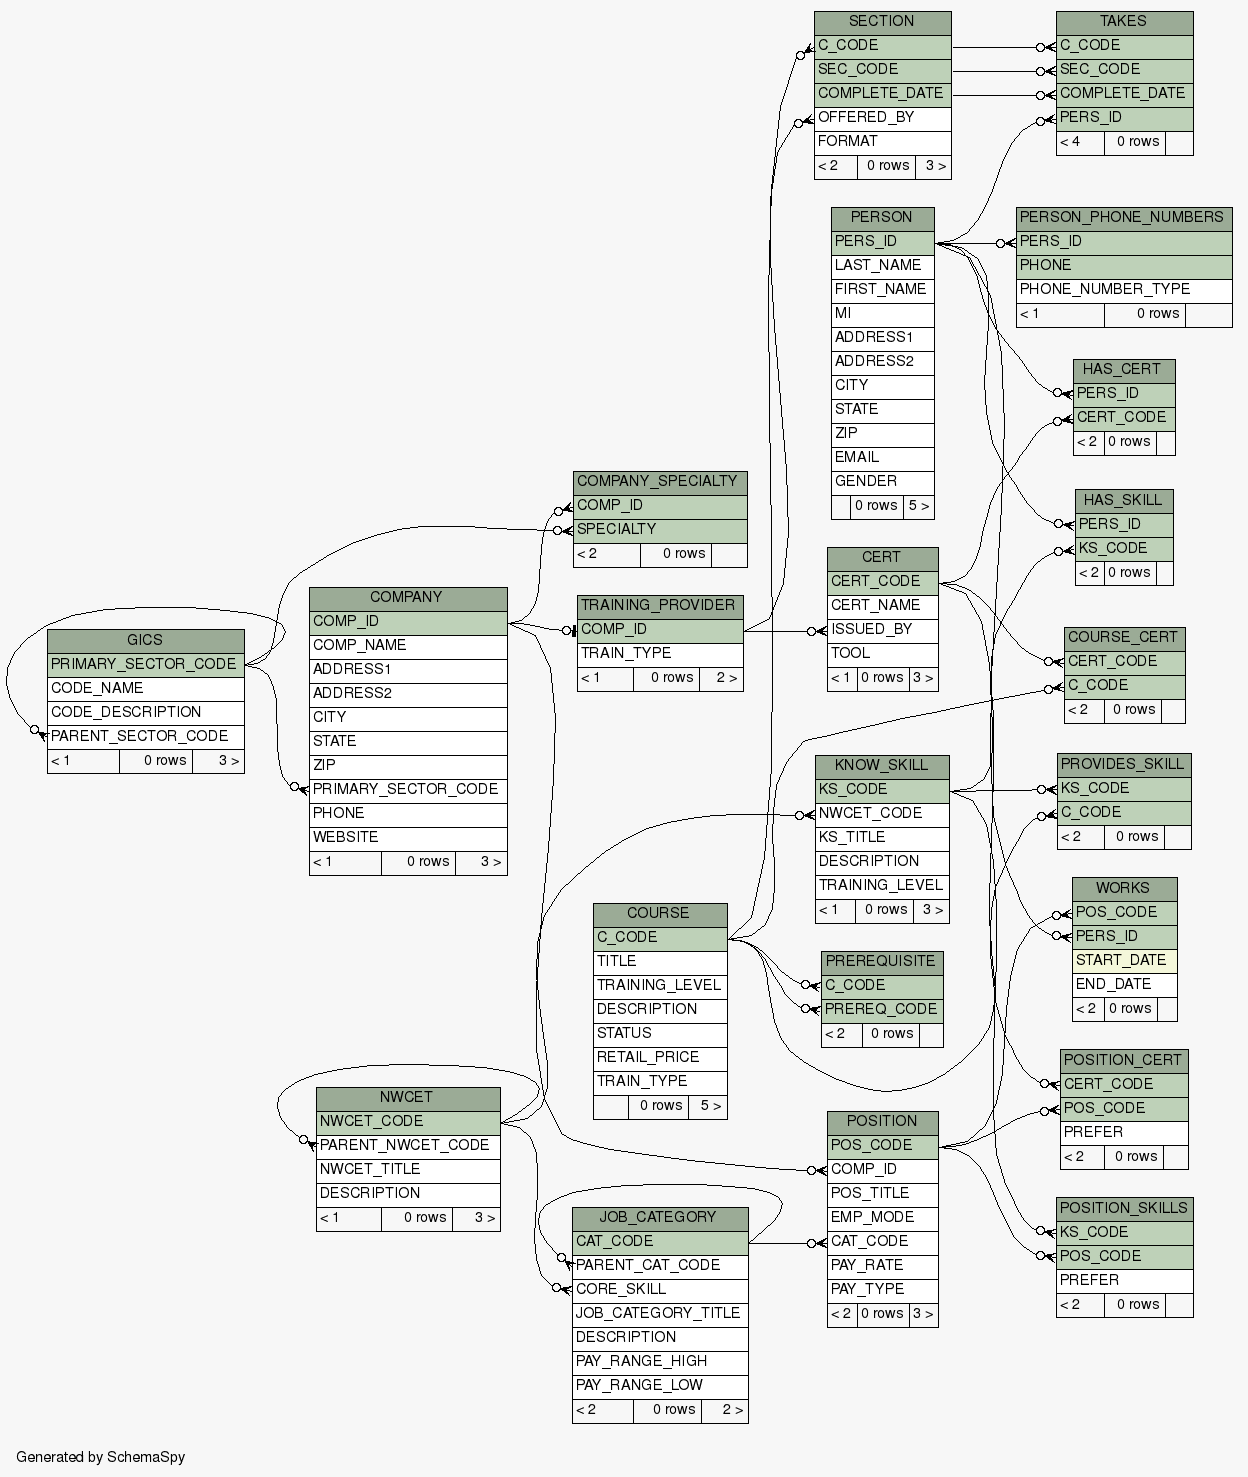 SECTION
C_CODE
SEC_CODE
COMPLETE_DATE
OFFERED_BY
FORMAT
< 2 0 rows 3 >
TAKES
C_CODE
SEC_CODE
COMPLETE_DATE
PERS_ID
< 4 0 rows
PERSON
PERS_ID
LAST_NAME
FIRST_NAME
MI
ADDRESS1
ADDRESS2
CITY
STATE
ZIP
EMAIL
GENDER
0 rows 5 >
PERSON_PHONE_NUMBERS
PERS_ID
PHONE
PHONE_NUMBER_TYPE
< 1 0 rows
HAS_CERT
PERS_ID
CERT_CODE
< 2 0 rows
COMPANY_SPECIALTY
COMP_ID
SPECIALTY
< 2 0 rows
HAS_SKILL
PERS_ID
KS_CODE
< 2 0 rows
GICS
PRIMARY_SECTOR_CODE
CODE_NAME
CODE_DESCRIPTION
PARENT_SECTOR_CODE
< 1 0 rows 3 >
COMPANY
COMP_ID
COMP_NAME
ADDRESS1
ADDRESS2
CITY
STATE
ZIP
PRIMARY_SECTOR_CODE
PHONE
WEBSITE
< 1 0 rows 3 >
TRAINING_PROVIDER
COMP_ID
TRAIN_TYPE
< 1 0 rows 2 >
CERT
CERT_CODE
CERT_NAME
ISSUED_BY
TOOL
< 1 0 rows 3 >
COURSE_CERT
CERT_CODE
C_CODE
< 2 0 rows
KNOW_SKILL
KS_CODE
NWCET_CODE
KS_TITLE
DESCRIPTION
TRAINING_LEVEL
< 1 0 rows 3 >
PROVIDES_SKILL
KS_CODE
C_CODE
< 2 0 rows
COURSE
C_CODE
TITLE
TRAINING_LEVEL
DESCRIPTION
STATUS
RETAIL_PRICE
TRAIN_TYPE
0 rows 5 >
PREREQUISITE
C_CODE
PREREQ_CODE
< 2 0 rows
WORKS
POS_CODE
PERS_ID
START_DATE
END_DATE
< 2 0 rows
NWCET
NWCET_CODE
PARENT_NWCET_CODE
NWCET_TITLE
DESCRIPTION
< 1 0 rows 3 >
POSITION
POS_CODE
COMP_ID
POS_TITLE
EMP_MODE
CAT_CODE
PAY_RATE
PAY_TYPE
< 2 0 rows 3 >
POSITION_CERT
CERT_CODE
POS_CODE
PREFER
< 2 0 rows
JOB_CATEGORY
CAT_CODE
PARENT_CAT_CODE
CORE_SKILL
JOB_CATEGORY_TITLE
DESCRIPTION
PAY_RANGE_HIGH
PAY_RANGE_LOW
< 2 0 rows 2 >
POSITION_SKILLS
KS_CODE
POS_CODE
PREFER
< 2 0 rows
Generated by SchemaSpy